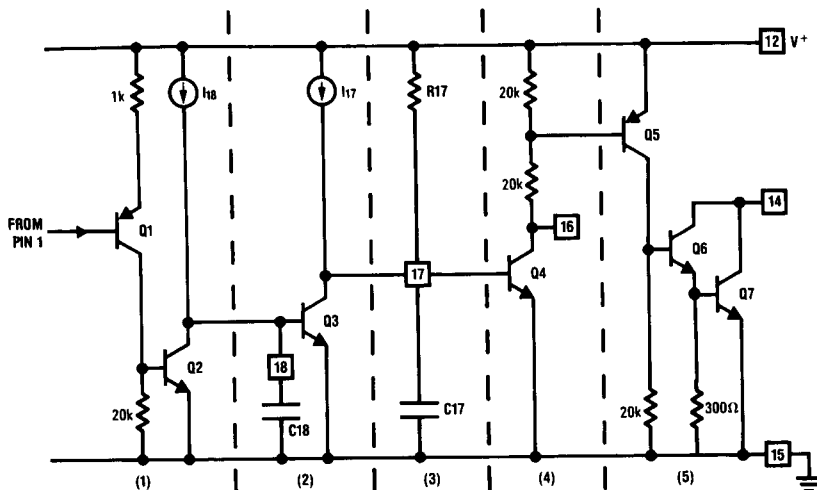 12 V+
1k
I18
I17
R17
20k
Q5
20k
FROM
PIN 1
Q1
16
14
Q6
17
Q4
Q7
Q3
18
Q2
20k
C18
C17
20k
300Ω
15
(1) (2) (3) (4) (5)